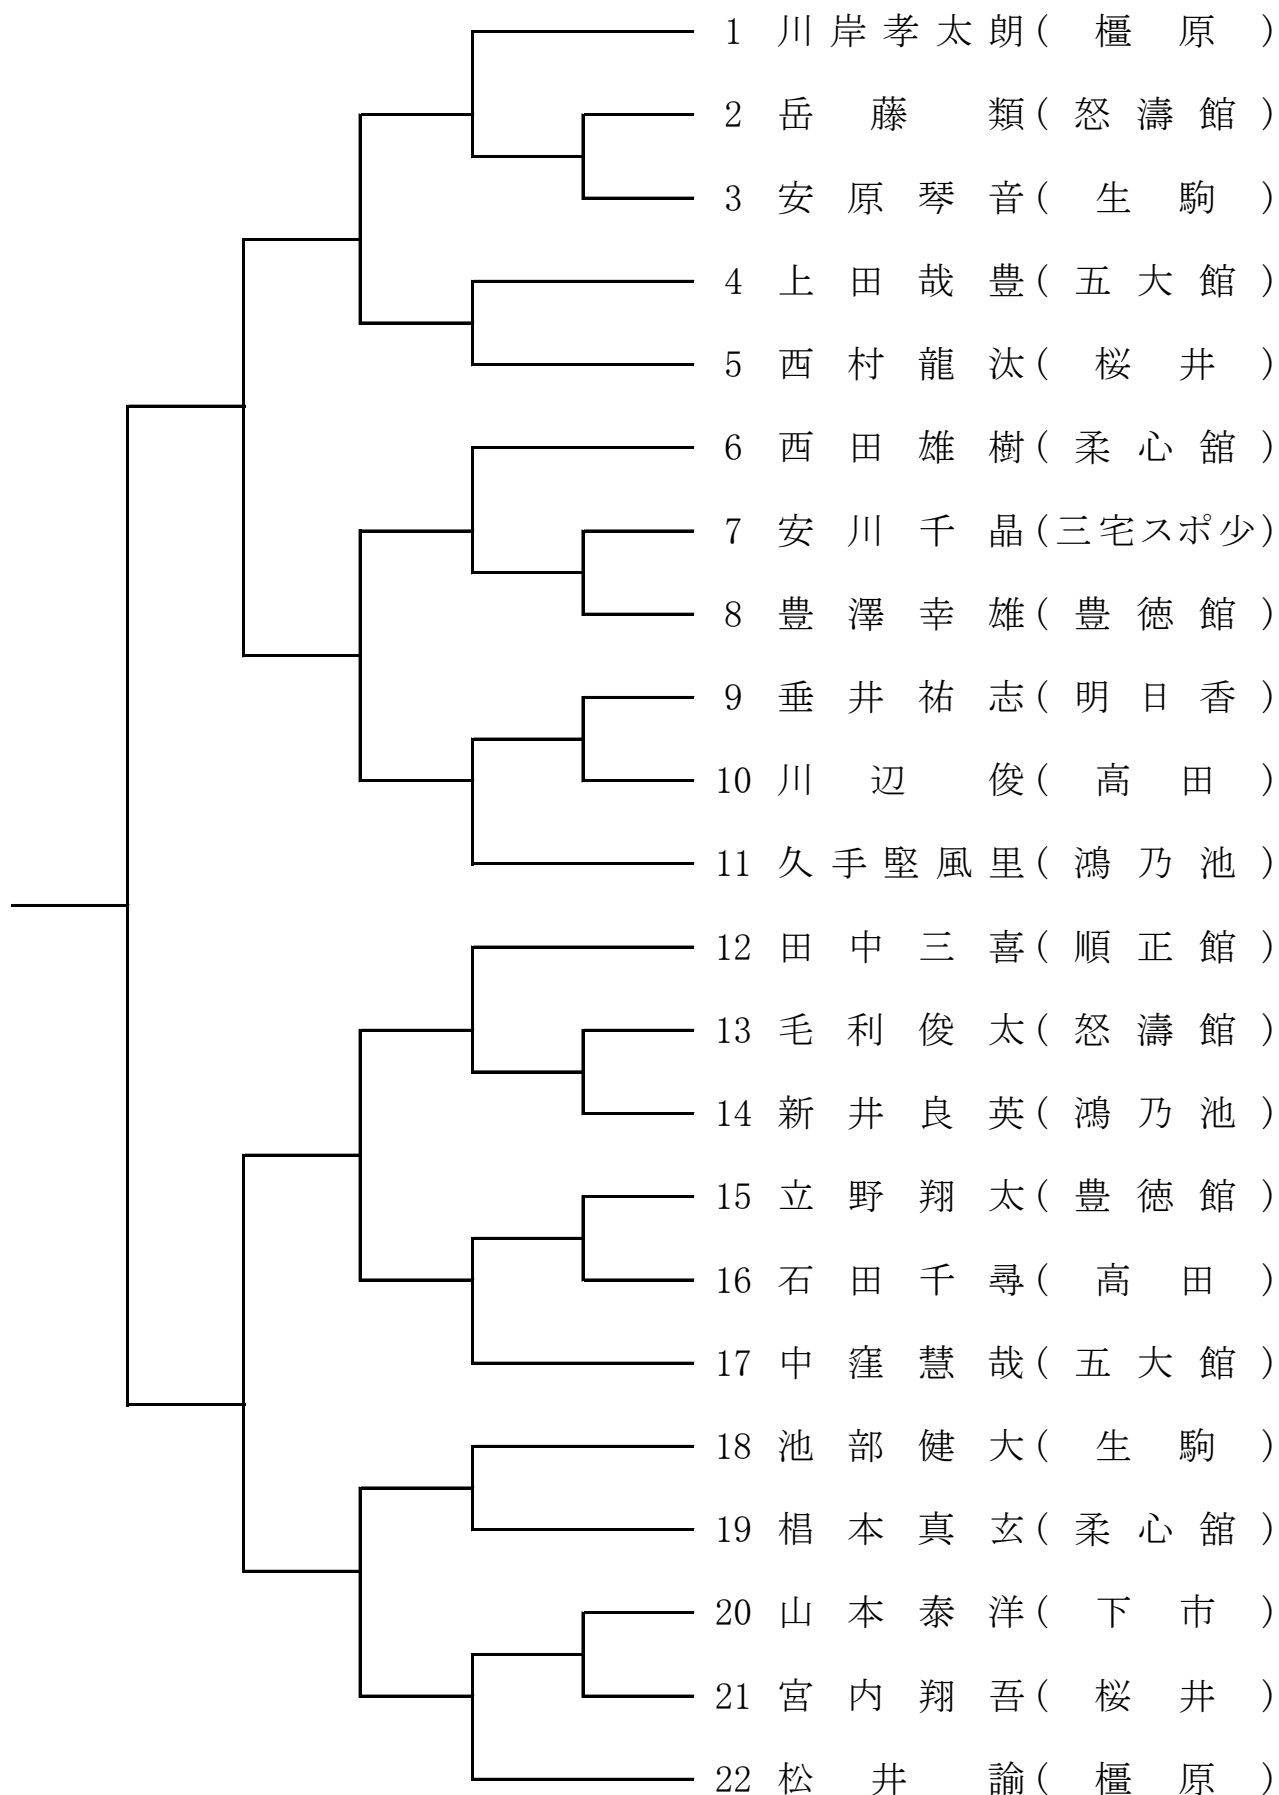 1 川岸孝太朗(橿原)
2 岳藤類(怒濤館)
3 安原琴音(生駒)
4 上田哉豊(五大館)
5 西村龍汰(桜井)
6 西田雄樹(柔心舘)
7 安川千晶(三宅スポ少)
8 豊澤幸雄(豊徳館)
9 垂井祐志(明日香)
10 川辺俊(高田)
11 久手堅風里(鴻乃池)
12 田中三喜(順正館)
13 毛利俊太(怒濤館)
14 新井良英(鴻乃池)
15 立野翔太(豊徳館)
16 石田千尋(高田)
17 中窪慧哉(五大館)
18 池部健大(生駒)
19 椙本真玄(柔心舘)
20 山本泰洋(下市)
21 宮内翔吾(桜井)
22 松井諭(橿原)